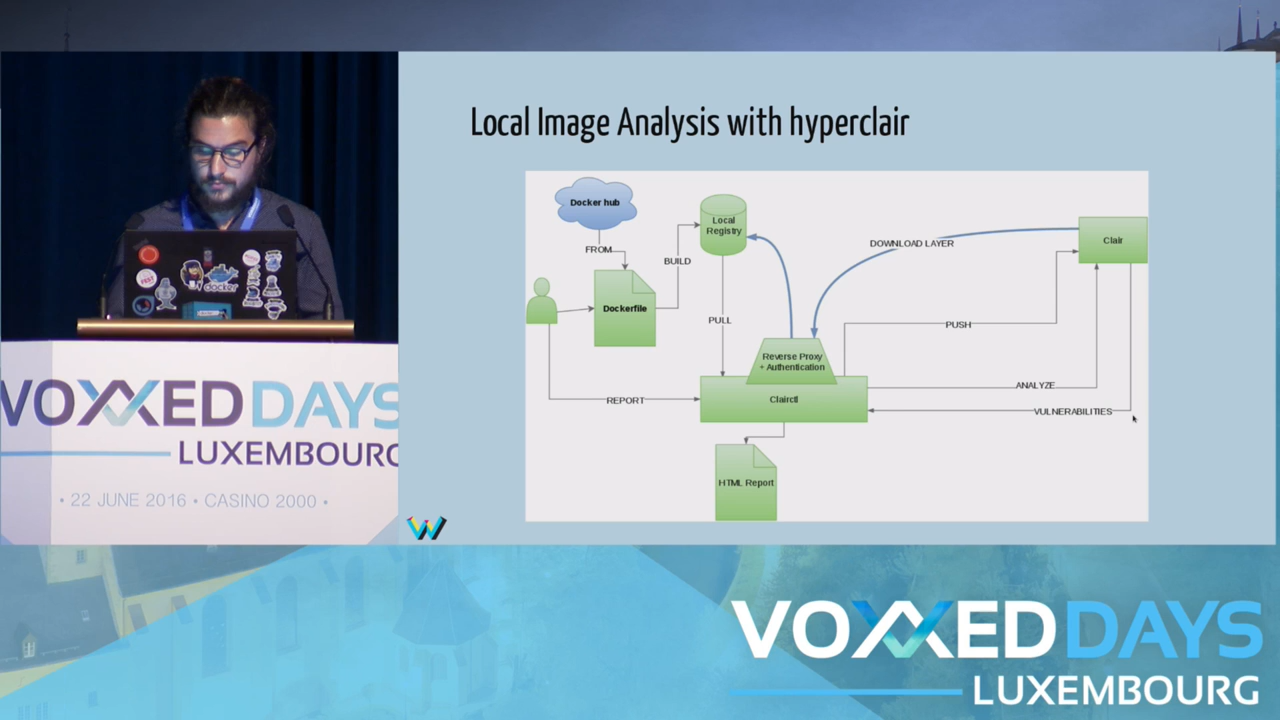 Local Image Analysis with hyperclair
Docker hub
FROM
BUILD
Local
Registry
Dockerfile
PULL
REPORT
Reverse Proxy
+ Authentication
Clairctl
HTML Report
DOWNLOAD LAYER
Clair
PUSH
ANALYZE
VULNERABILITIES
docker
VOXXED DAYS
LUXEMBOURG
• 22 JUNE 2016 • CASINO 2000 •
VOXXED DAYS
LUXEMBOURG